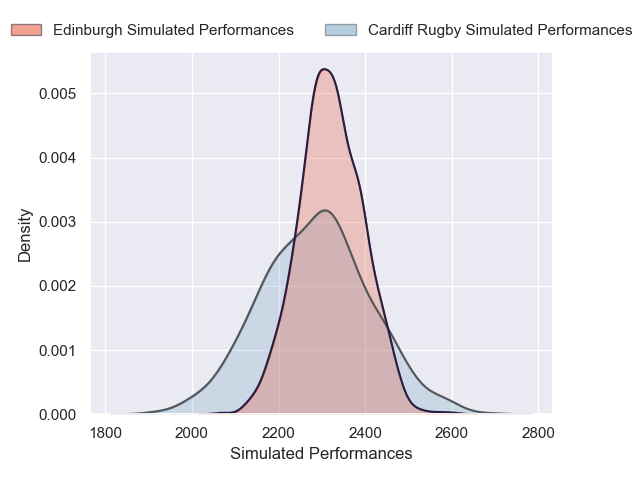 Edinburgh Simulated Performances
Cardiff Rugby Simulated Performances
0.005
0.004
0.003
0.002
0.001
0.000
Density
1800 2000 2200 2400 2600 2800
Simulated Performances